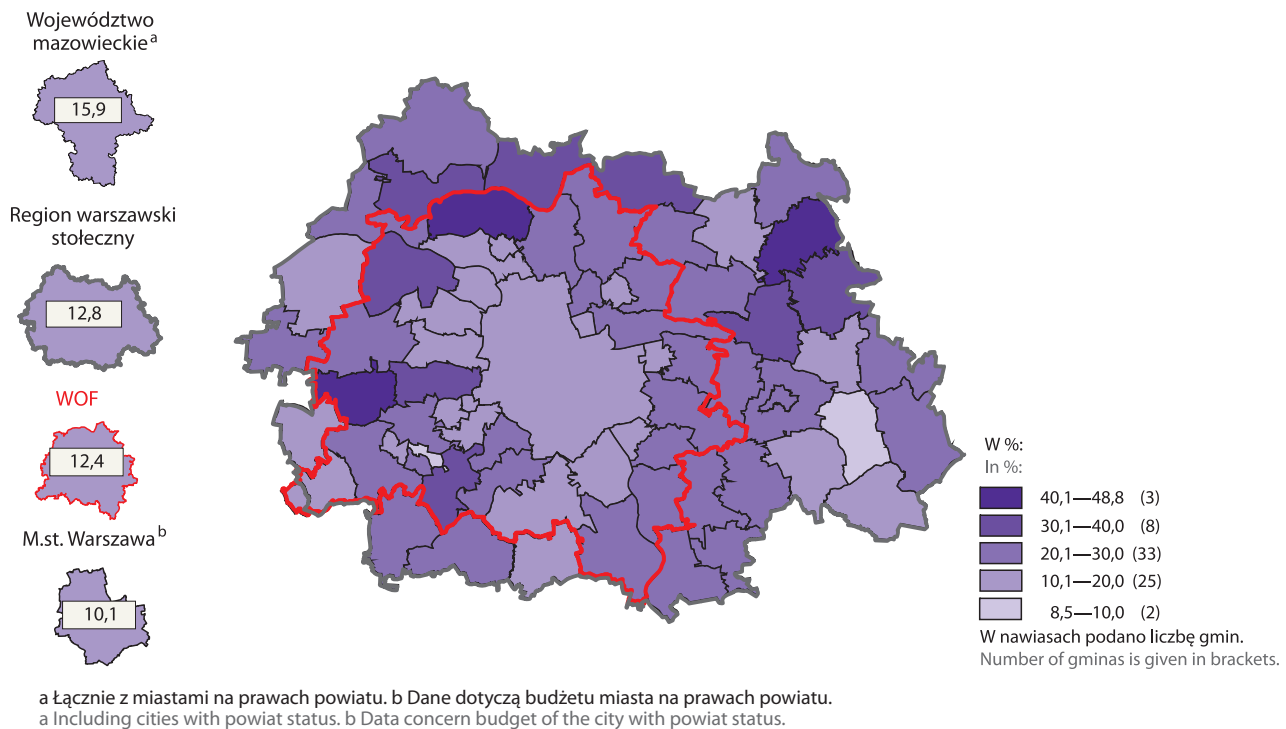 Województwo
mazowieckie a
15,9
Region warszawski
stołeczny
12,8
WOF
12,4
M.st. Warszawa b
10,1
W %:
In %:
40,1—48,8 (3)
30,1—40,0 (8)
20,1—30,0 (33)
10,1—20,0 (25)
8,5—10,0 (2)
W nawiasach podano liczbę gmin.
Number of gminas is given in brackets.
a Łącznie z miastami na prawach powiatu. b Dane dotyczą budżetu miasta na prawach powiatu.
a Including cities with powiat status. b Data concern budget of the city with powiat status.